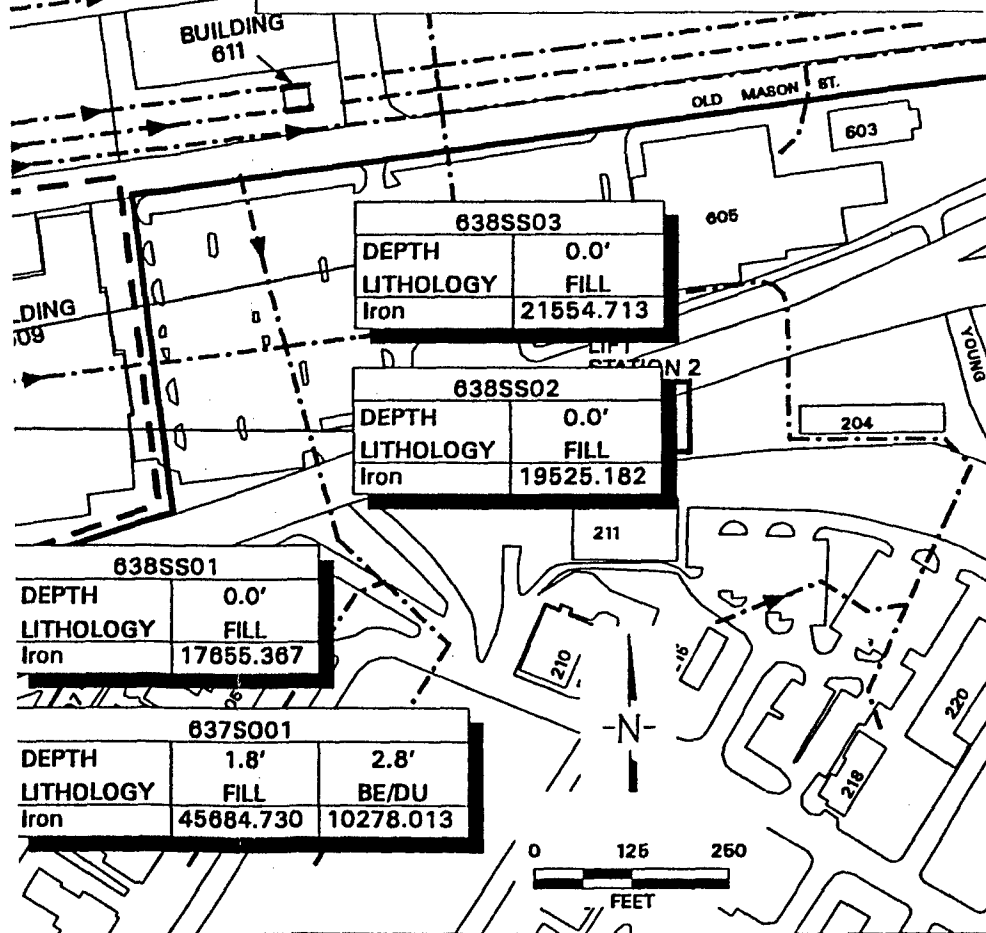 BUILDING
611
OLD MASON ST.
603
605
638SS03
DEPTH 0.0'
LITHOLOGY FILL
Iron 21554.713
LDING
609
LIFT
STATION 2
YOUNG
638SS02
DEPTH 0.0'
LITHOLOGY FILL
Iron 19525.182
204
211
638SS01
DEPTH 0.0'
LITHOLOGY FILL
Iron 17655.367
210
220
-N-
218
637S001
DEPTH 1.8' 2.8'
LITHOLOGY FILL BE/DU
Iron 45684.730 10278.013
0 125 250
FEET